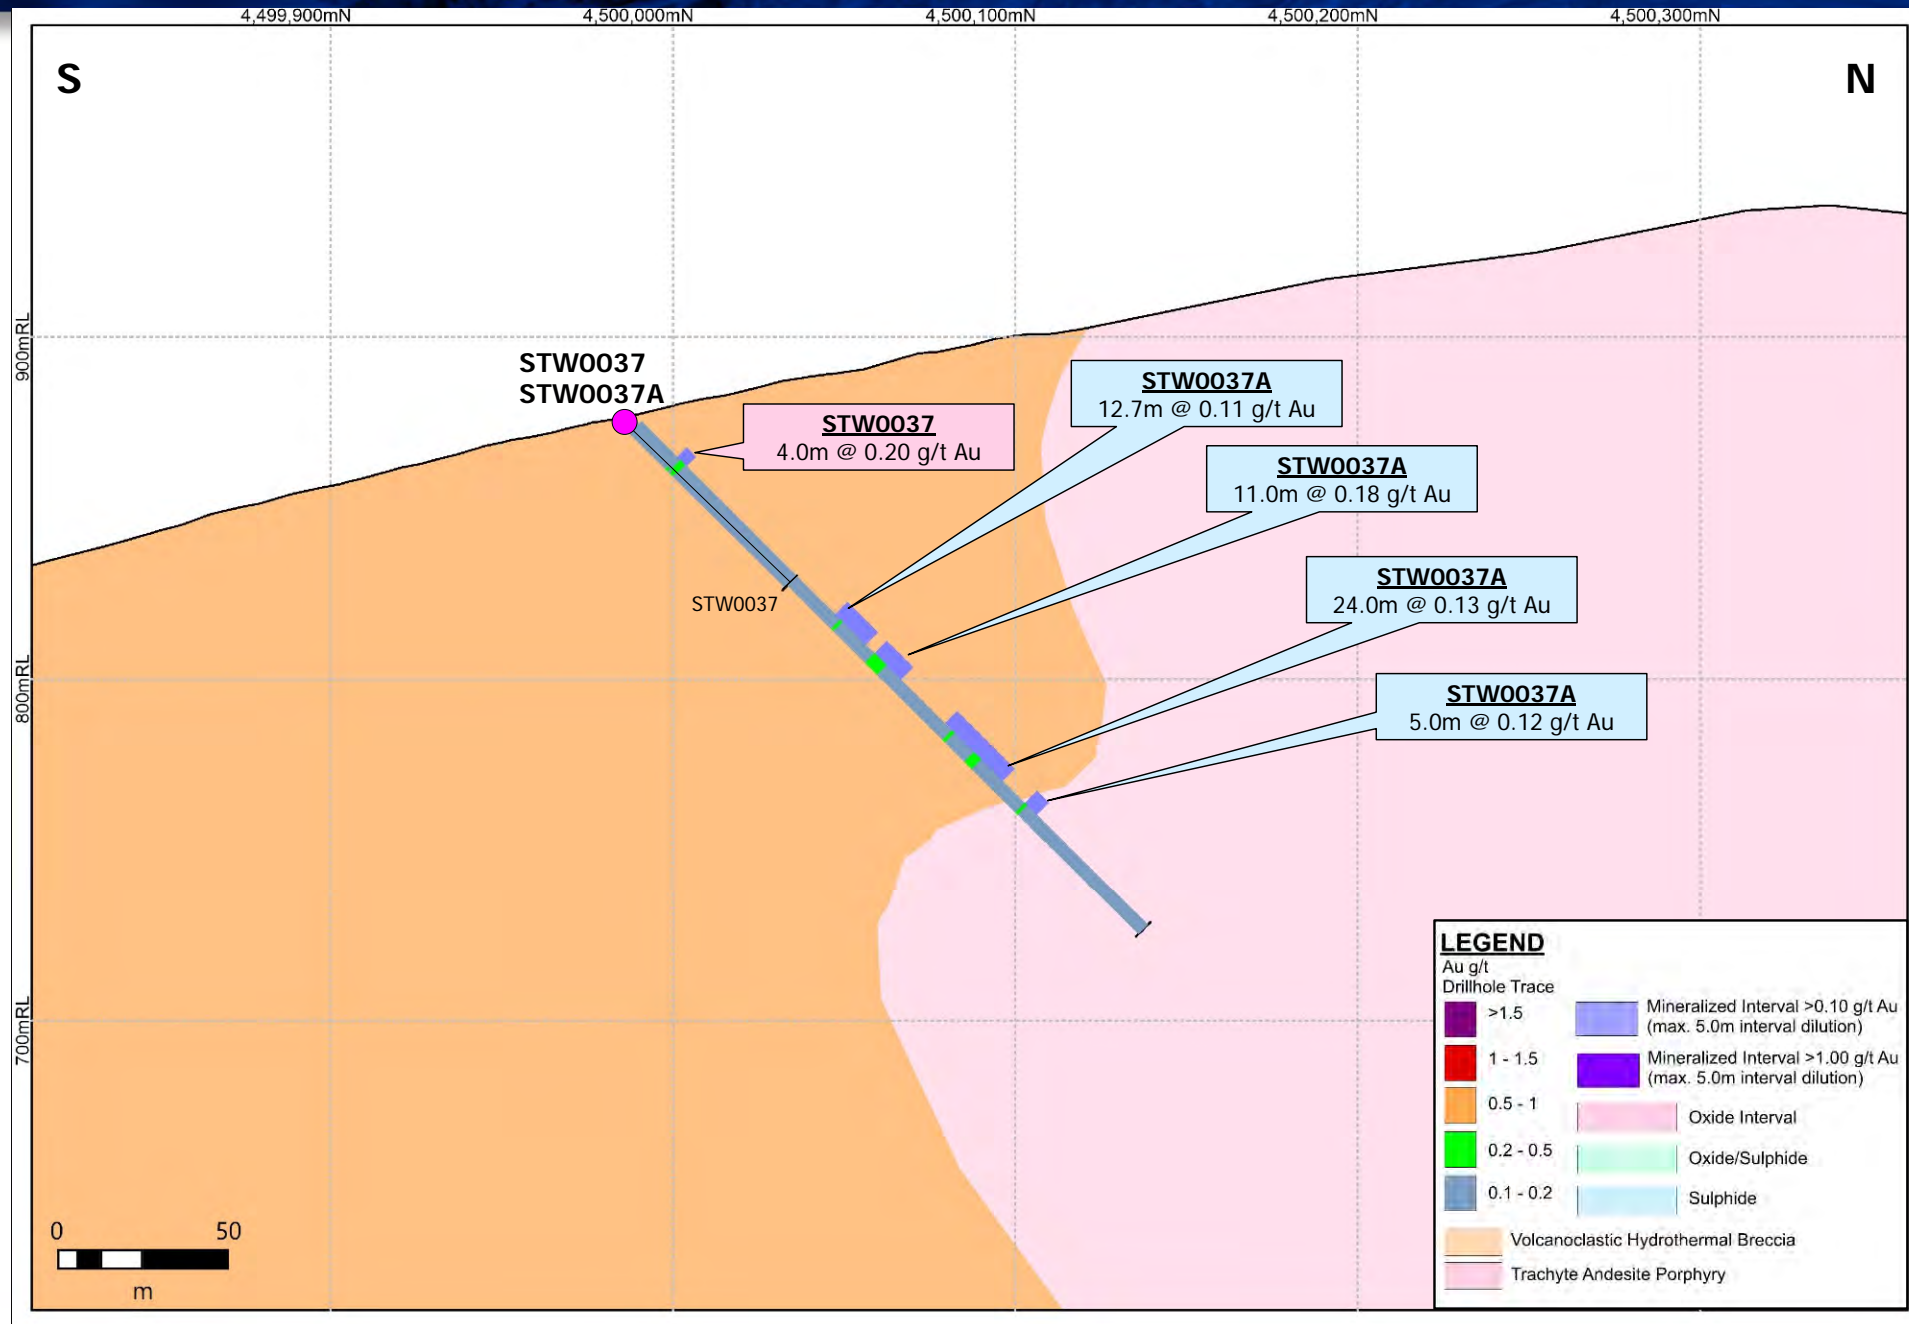 4,499,900mN
4,500,000mN
4,500,100mN
4,500,200mN
4,500,300mN
S
N
900mRL
800mRL
700mRL
STW0037
STW0037A
STW0037
4.0m @ 0.20 g/t Au
STW0037A
12.7m @ 0.11 g/t Au
STW0037A
11.0m @ 0.18 g/t Au
STW0037A
24.0m @ 0.13 g/t Au
STW0037A
5.0m @ 0.12 g/t Au
STW0037
0 50
m
LEGEND
Au g/t
Drillhole Trace
>1.5
1 - 1.5
0.5 - 1
0.2 - 0.5
0.1 - 0.2
Mineralized Interval >0.10 g/t Au
(max. 5.0m interval dilution)
Mineralized Interval >1.00 g/t Au
(max. 5.0m interval dilution)
Oxide Interval
Oxide/Sulphide
Sulphide
Volcanoclastic Hydrothermal Breccia
Trachyte Andesite Porphyry